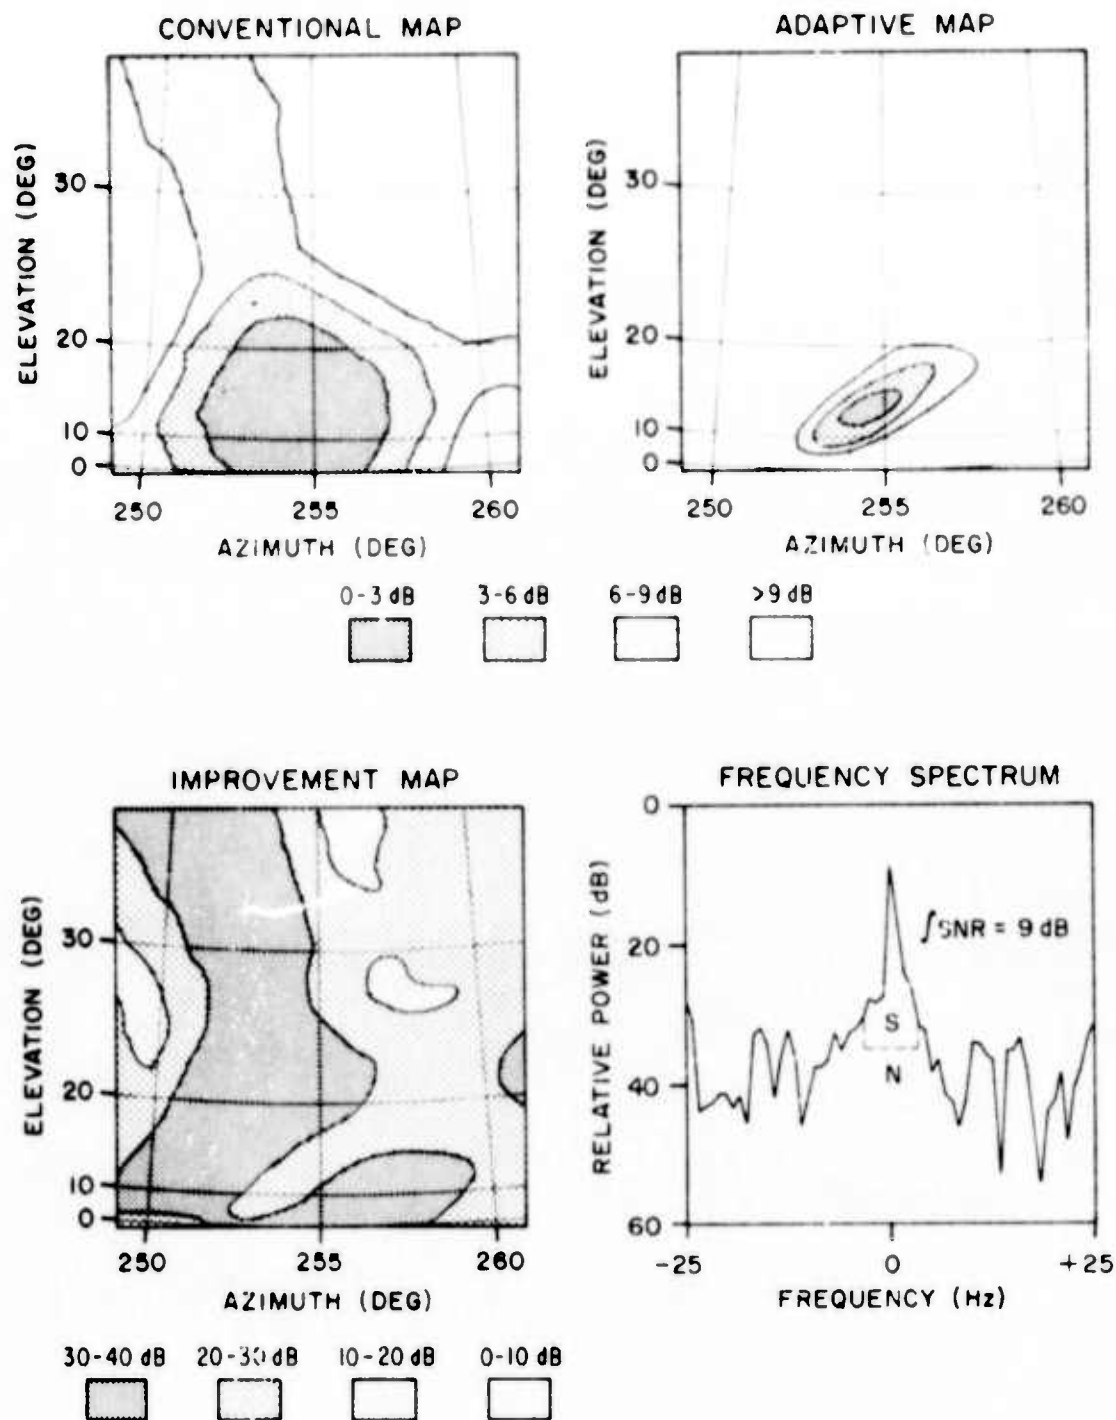 CONVENTIONAL MAP
ADAPTIVE MAP
ELEVATION (DEG)
30
20
10
0
250
255
260
AZIMUTH (DEG)
ELEVATION (DEG)
30
20
10
0
250
255
260
AZIMUTH (DEG)
0-3 dB
3-6 dB
6-9 dB
>9 dB
IMPROVEMENT MAP
FREQUENCY SPECTRUM
ELEVATION (DEG)
30
20
10
0
250
255
260
AZIMUTH (DEG)
RELATIVE POWER (dB)
0
20
40
60
∫SNR = 9 dB
S
N
-25
0
+25
FREQUENCY (Hz)
30-40 dB
20-30 dB
10-20 dB
0-10 dB